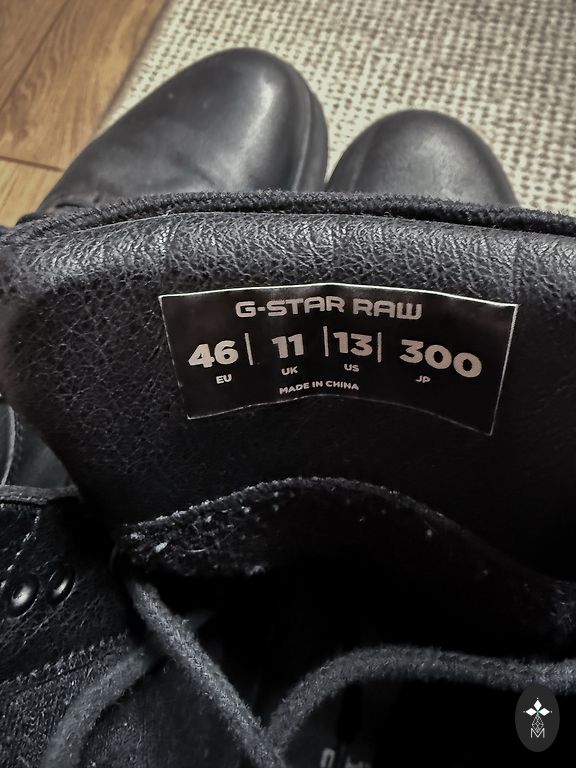 G-STAR RAW
46 | 11 | 13 | 300
EU UK US JP
MADE IN CHINA